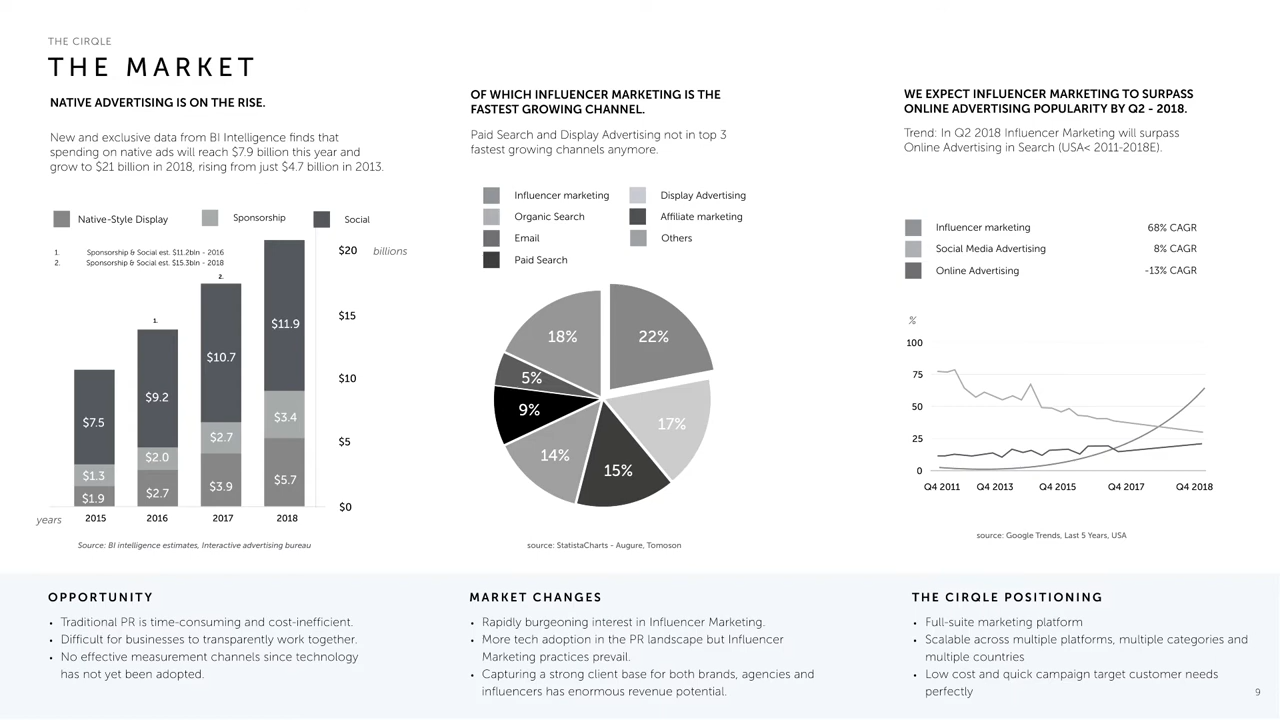 THE CIRQLE
THE MARKET
NATIVE ADVERTISING IS ON THE RISE.
New and exclusive data from BI Intelligence finds that
spending on native ads will reach $7.9 billion this year and
grow to $21 billion in 2018, rising from just $4.7 billion in 2013.
Native-Style Display Sponsorship Social
1. Sponsorship & Social est. $11.2bln - 2016
2. Sponsorship & Social est. $15.3bln - 2018
$20 billions
$15
$10
$5
$0
1.
2.
$7.5
$1.3
$1.9
$9.2
$2.0
$2.7
$10.7
$2.7
$3.9
$11.9
$3.4
$5.7
years 2015 2016 2017 2018
Source: BI intelligence estimates, Interactive advertising bureau
OF WHICH INFLUENCER MARKETING IS THE
FASTEST GROWING CHANNEL.
Paid Search and Display Advertising not in top 3
fastest growing channels anymore.
Influencer marketing Display Advertising
Organic Search Affiliate marketing
Email Others
Paid Search
22%
17%
15%
14%
9%
5%
18%
source: StatistaCharts - Augure, Tomoson
WE EXPECT INFLUENCER MARKETING TO SURPASS
ONLINE ADVERTISING POPULARITY BY Q2 - 2018.
Trend: In Q2 2018 Influencer Marketing will surpass
Online Advertising in Search (USA< 2011-2018E).
Influencer marketing 68% CAGR
Social Media Advertising 8% CAGR
Online Advertising -13% CAGR
%
100
75
50
25
0
Q4 2011 Q4 2013 Q4 2015 Q4 2017 Q4 2018
source: Google Trends, Last 5 Years, USA
OPPORTUNITY
• Traditional PR is time-consuming and cost-inefficient.
• Difficult for businesses to transparently work together.
• No effective measurement channels since technology
has not yet been adopted.
MARKET CHANGES
• Rapidly burgeoning interest in Influencer Marketing.
• More tech adoption in the PR landscape but Influencer
Marketing practices prevail.
• Capturing a strong client base for both brands, agencies and
influencers has enormous revenue potential.
THE CIRQLE POSITIONING
• Full-suite marketing platform
• Scalable across multiple platforms, multiple categories and
multiple countries
• Low cost and quick campaign target customer needs
perfectly
9